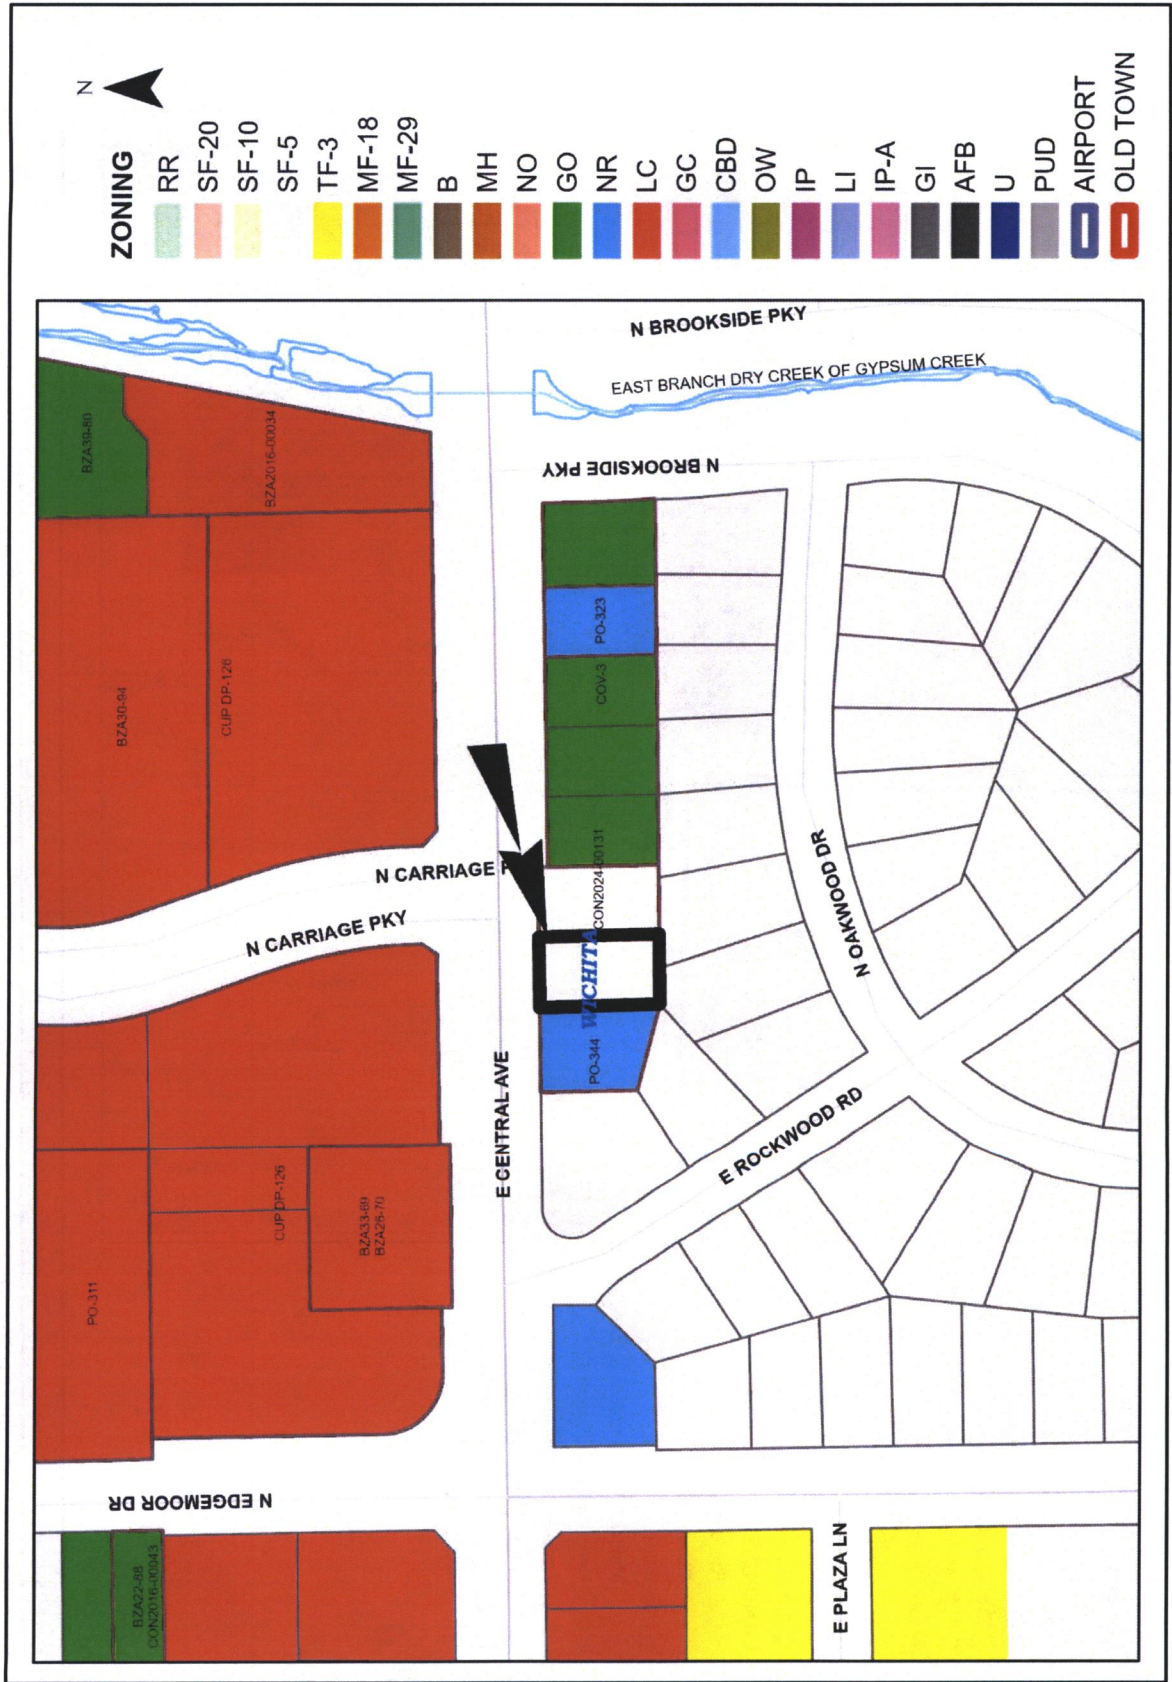 N
ZONING
RR
SF-20
SF-10
SF-5
TF-3
MF-18
MF-29
B
MH
NO
GO
NR
LC
GC
CBD
OW
IP
LI
IP-A
GI
AFB
U
PUD
AIRPORT
OLD TOWN
BZA39-80
BZA2016-00034
N BROOKSIDE PKY
EAST BRANCH DRY CREEK OF GYPSUM CREEK
N BROOKSIDE PKY
BZA30-94
CUP DP-126
PO-323
COV-3
N CARRIAGE P
N CARRIAGE PKY
CON2024-00131
WICHITA
PO-344
N OAKWOOD DR
E CENTRAL AVE
E ROCKWOOD RD
PO-311
CUP DP-126
BZA33-69
BZA26-70
N EDGEMOOR DR
BZA22-88
CON2016-00043
E PLAZA LN